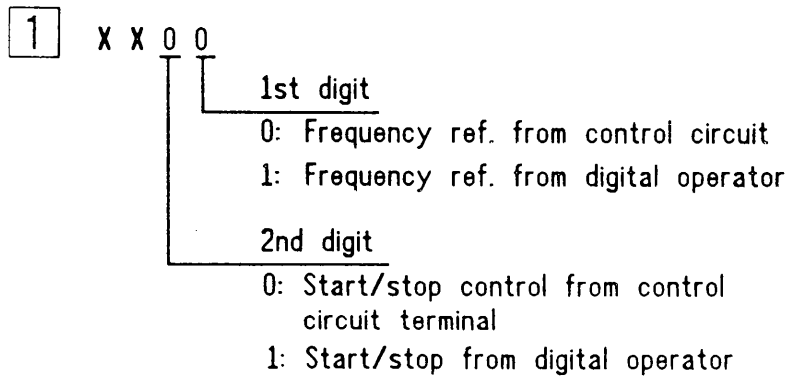 1 X X 0 0
1st digit
0: Frequency ref. from control circuit
1: Frequency ref. from digital operator
2nd digit
0: Start/stop control from control
circuit terminal
1: Start/stop from digital operator